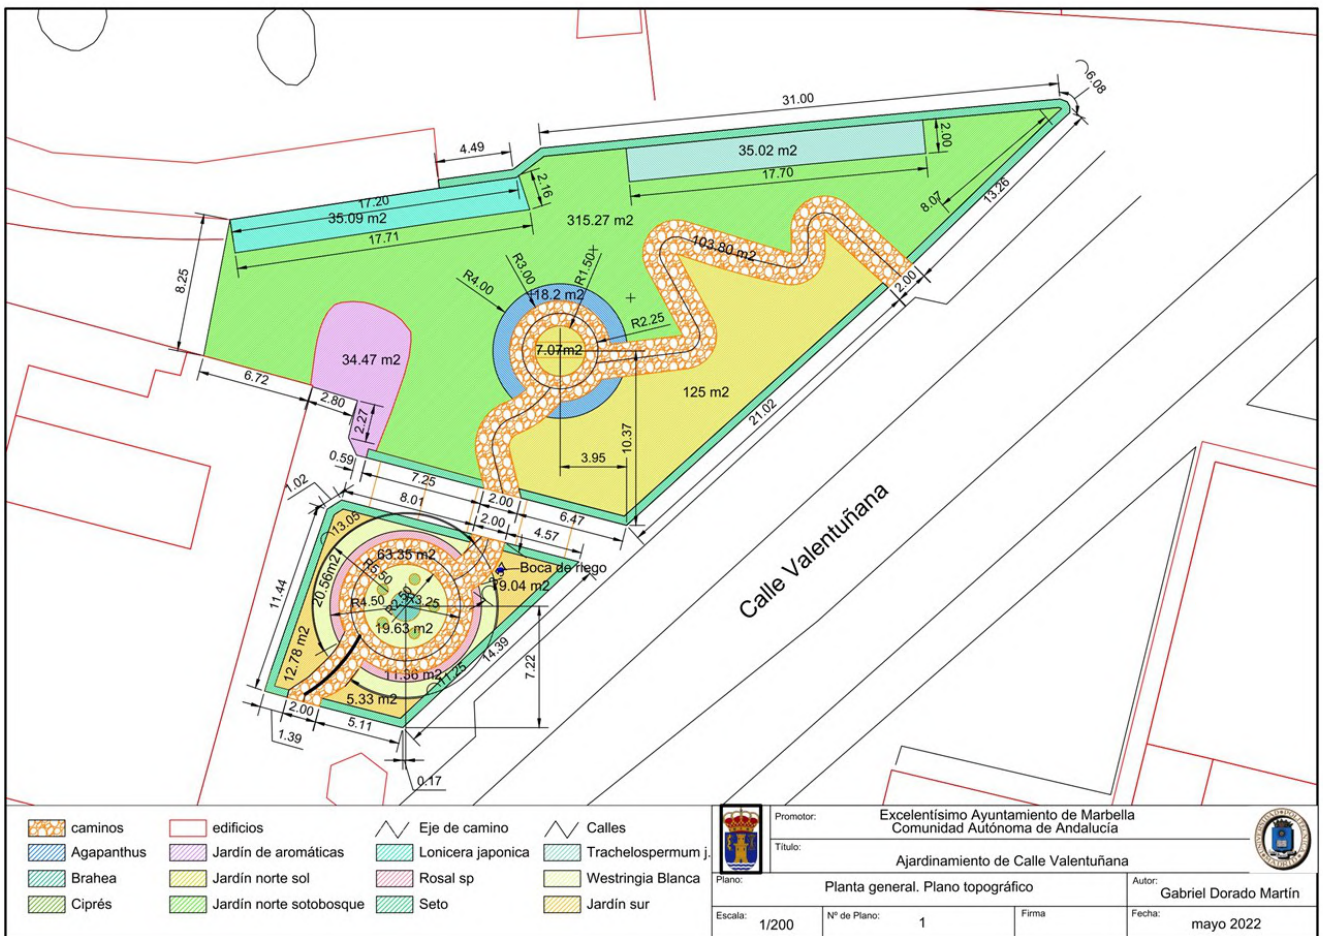 31.00
6.08
4.49
35.02 m2
2.00
17.70
2.16
17.20
35.09 m2
17.71
315.27 m2
8.07
13.26
8.25
R4.00
R3.00
R1.50
103.80 m2
2.00
18.2 m2
R2.25
7.07m2
34.47 m2
125 m2
6.72
2.80
2.27
21.02
10.37
3.95
0.59
7.25
2.00
6.47
1.02
8.01
2.00
4.57
13.05
63.35 m2
Boca de riego
20.56m2
R5.50
79.04 m2
11.44
R4.50
R2.50
R3.25
19.63 m2
14.39
7.22
12.78 m2
11.36 m2
11.25
5.33 m2
2.00
5.11
1.39
0.17
Calle Valentuñana
caminos
edificios
Eje de camino
Calles
Agapanthus
Jardín de aromáticas
Lonicera japonica
Trachelospermum j.
Brahea
Jardín norte sol
Rosal sp
Westringia Blanca
Ciprés
Jardín norte sotobosque
Seto
Jardín sur
Promotor:
Excelentísimo Ayuntamiento de Marbella
Comunidad Autónoma de Andalucía
Título:
Ajardinamiento de Calle Valentuñana
Plano:
Planta general. Plano topográfico
Autor:
Gabriel Dorado Martín
Escala:
1/200
Nº de Plano:
1
Firma
Fecha:
mayo 2022